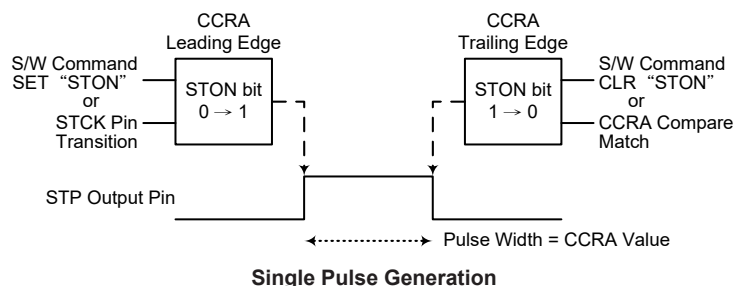 CCRA
Leading Edge
CCRA
Trailing Edge
S/W Command
SET “STON”
or
STCK Pin
Transition
STON bit
0 → 1
STON bit
1 → 0
S/W Command
CLR “STON”
or
CCRA Compare
Match
STP Output Pin
Pulse Width = CCRA Value
Single Pulse Generation